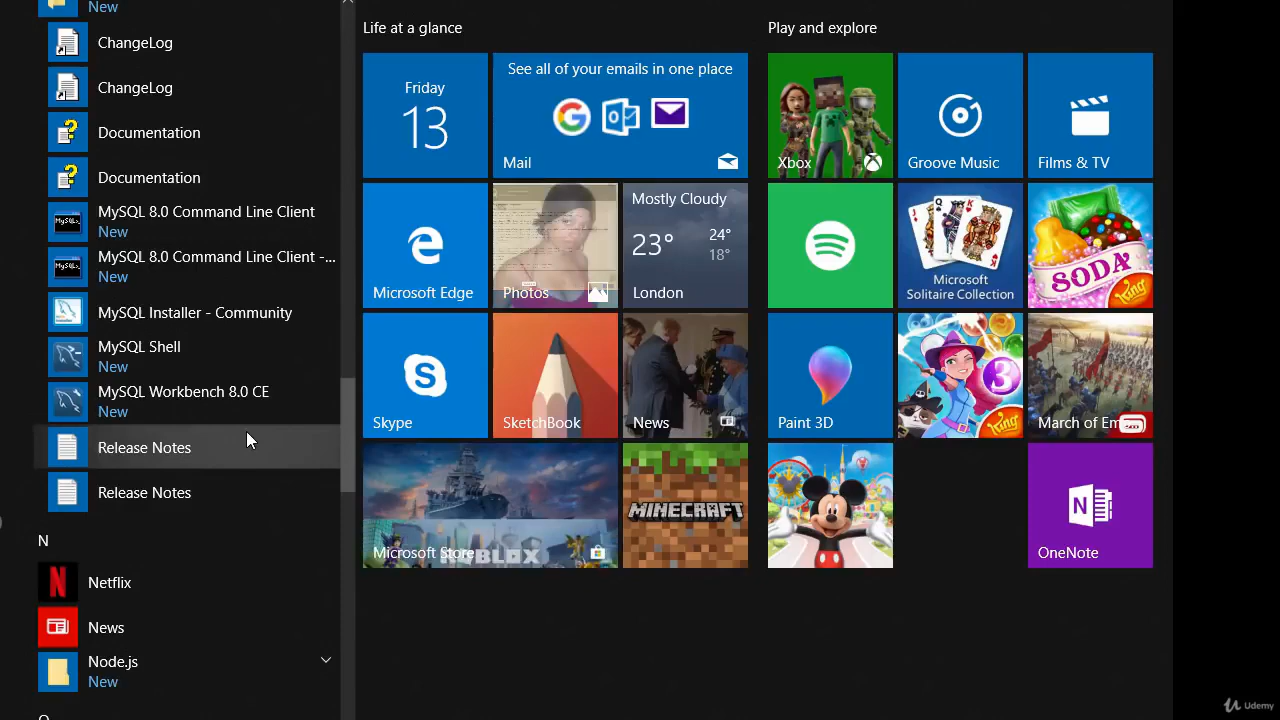 New
ChangeLog
ChangeLog
Documentation
Documentation
MySQL 8.0 Command Line Client
New
MySQL 8.0 Command Line Client -...
New
MySQL Installer - Community
MySQL Shell
New
MySQL Workbench 8.0 CE
New
Release Notes
Release Notes
N
Netflix
News
Node.js
New
Life at a glance
Friday
13
See all of your emails in one place
Mail
Microsoft Edge
Photos
Mostly Cloudy
23°
24°
18°
London
Skype
SketchBook
News
Microsoft Store
ROBLOX
MINECRAFT
Play and explore
Xbox
Groove Music
Films & TV
Microsoft
Solitaire Collection
SODA
King
Paint 3D
3
King
March of Em
OneNote
Udemy